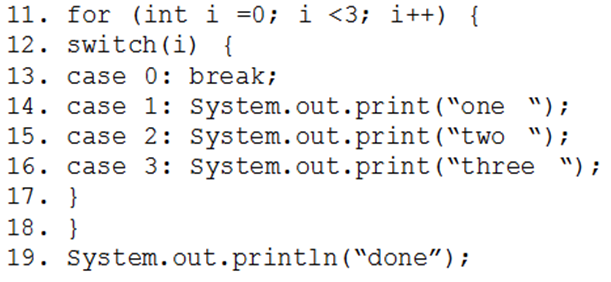 11. for (int i =0; i <3; i++) {
12. switch(i) {
13. case 0: break;
14. case 1: System.out.print(“one “);
15. case 2: System.out.print(“two “);
16. case 3: System.out.print(“three “);
17. }
18. }
19. System.out.println(“done”);